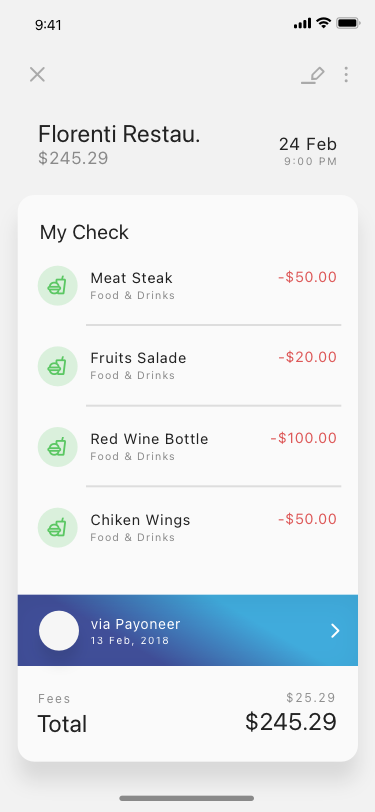 9:41
Florenti Restau.
$245.29
24 Feb
9:00 PM
My Check
Meat Steak
-$50.00
Food & Drinks
Fruits Salade
-$20.00
Food & Drinks
Red Wine Bottle
-$100.00
Food & Drinks
Chiken Wings
-$50.00
Food & Drinks
via Payoneer
13 Feb, 2018
Fees
$25.29
Total
$245.29